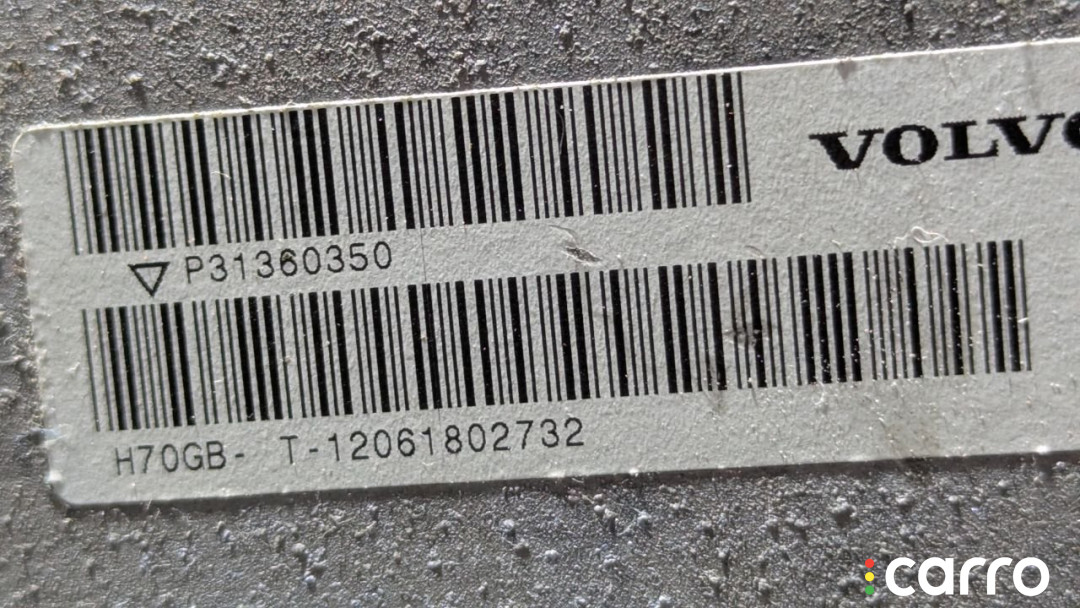 VOLVO
P31360350
H70GB- T-12061802732
carro